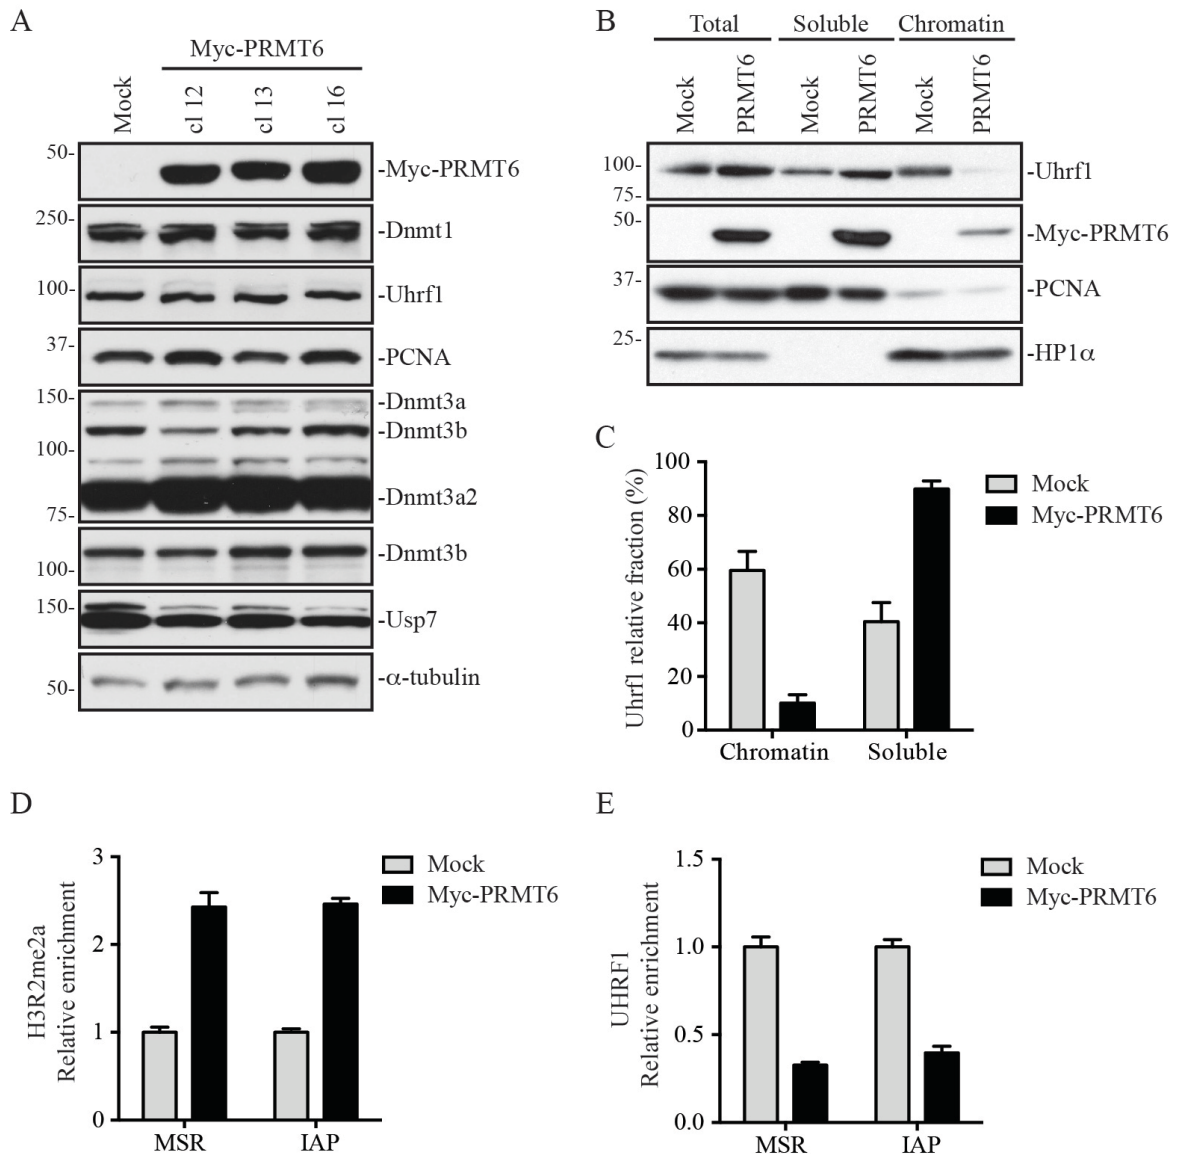 A
Myc-PRMT6
Mock
cl 12
cl 13
cl 16
50-
-Myc-PRMT6
250-
-Dnmt1
100-
-Uhrf1
37-
-PCNA
150-
-Dnmt3a
-Dnmt3b
100-
-Dnmt3a2
75-
-Dnmt3b
100-
150-
-Usp7
-α-tubulin
50-
B
Total
Soluble
Chromatin
Mock
PRMT6
Mock
PRMT6
Mock
PRMT6
100-
-Uhrf1
75-
50-
-Myc-PRMT6
37-
-PCNA
25-
-HP1α
C
Uhrf1 relative fraction (%)
100
80
60
40
20
0
Chromatin
Soluble
Mock
Myc-PRMT6
D
H3R2me2a
Relative enrichment
3
2
1
0
MSR
IAP
Mock
Myc-PRMT6
E
UHRF1
Relative enrichment
1.5
1.0
0.5
0.0
MSR
IAP
Mock
Myc-PRMT6